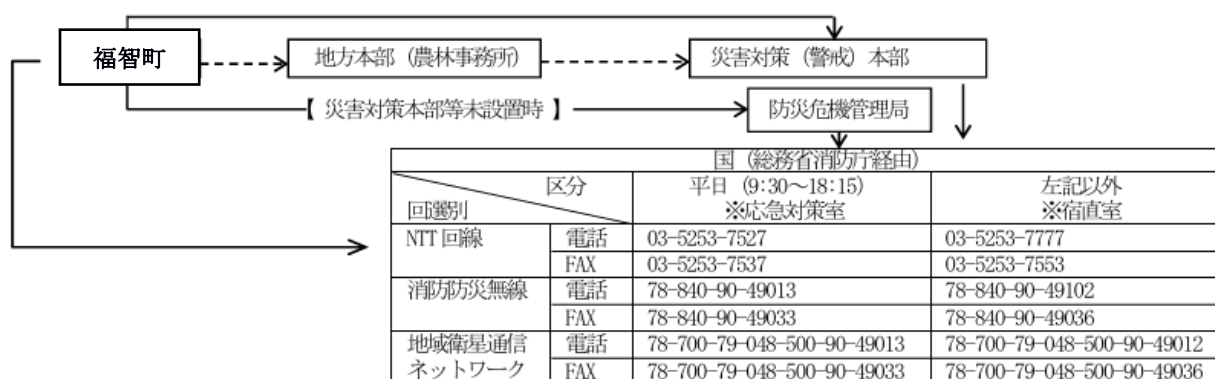 福智町
地方本部（農林事務所）
災害対策（警戒）本部
【 災害対策本部等未設置時 】
防災危機管理局
国（総務省消防庁経由）
区分
回選別
平日（9:30～18:15）
※応急対策室
左記以外
※宿直室
NTT 回線 電話 03-5253-7527 03-5253-7777
FAX 03-5253-7537 03-5253-7553
消防防災無線 電話 78-840-90-49013 78-840-90-49102
FAX 78-840-90-49033 78-840-90-49036
地域衛星通信 電話 78-700-79-048-500-90-49013 78-700-79-048-500-90-49012
ネットワーク FAX 78-700-79-048-500-90-49033 78-700-79-048-500-90-49036